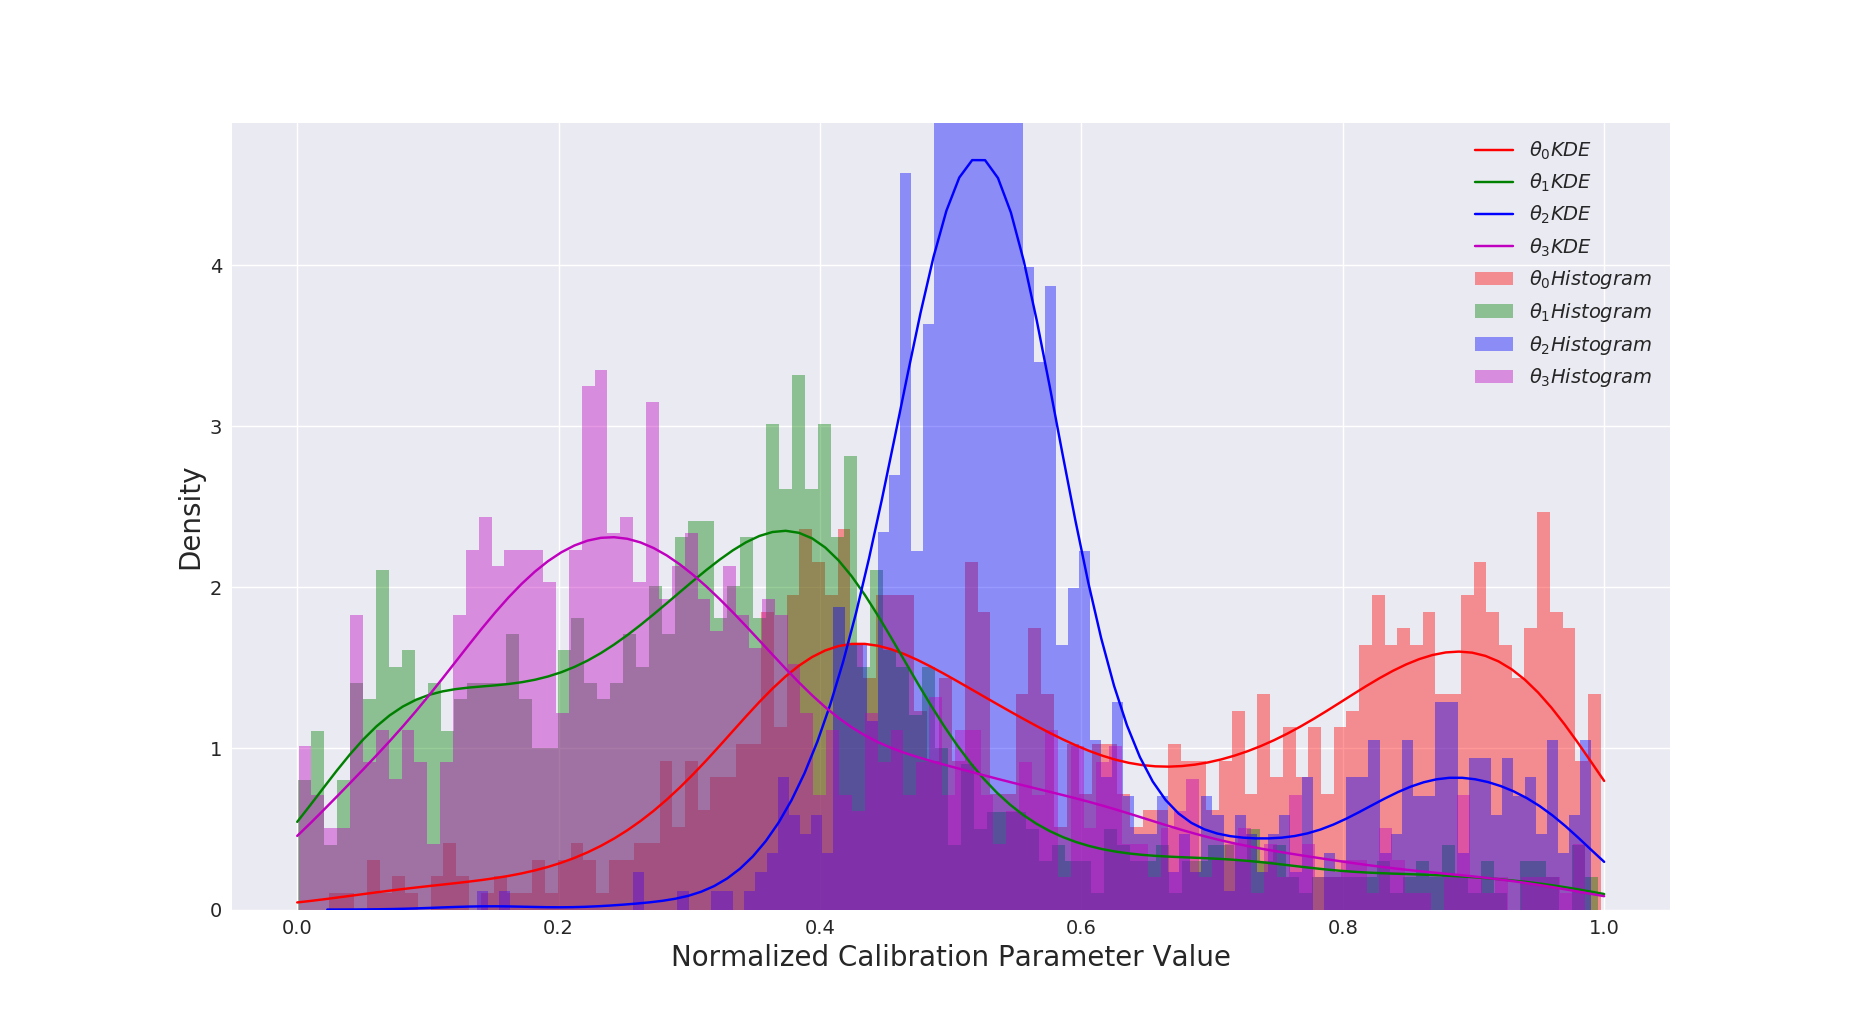 θ₀KDE
θ₁KDE
θ₂KDE
θ₃KDE
θ₀Histogram
θ₁Histogram
θ₂Histogram
θ₃Histogram
4
3
2
1
0
Density
0.0 0.2 0.4 0.6 0.8 1.0
Normalized Calibration Parameter Value